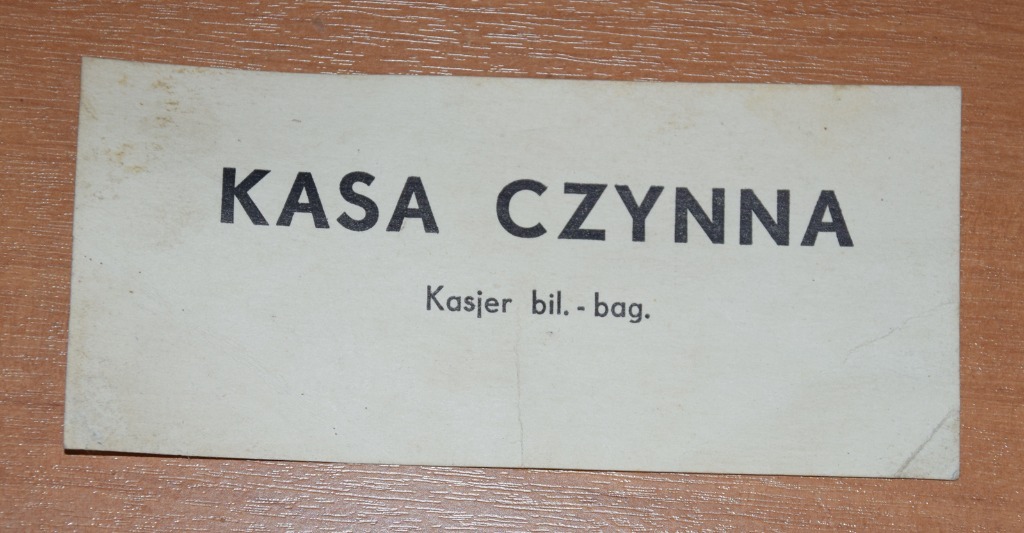 KASA CZYNNA
Kasjer bil. - bag.